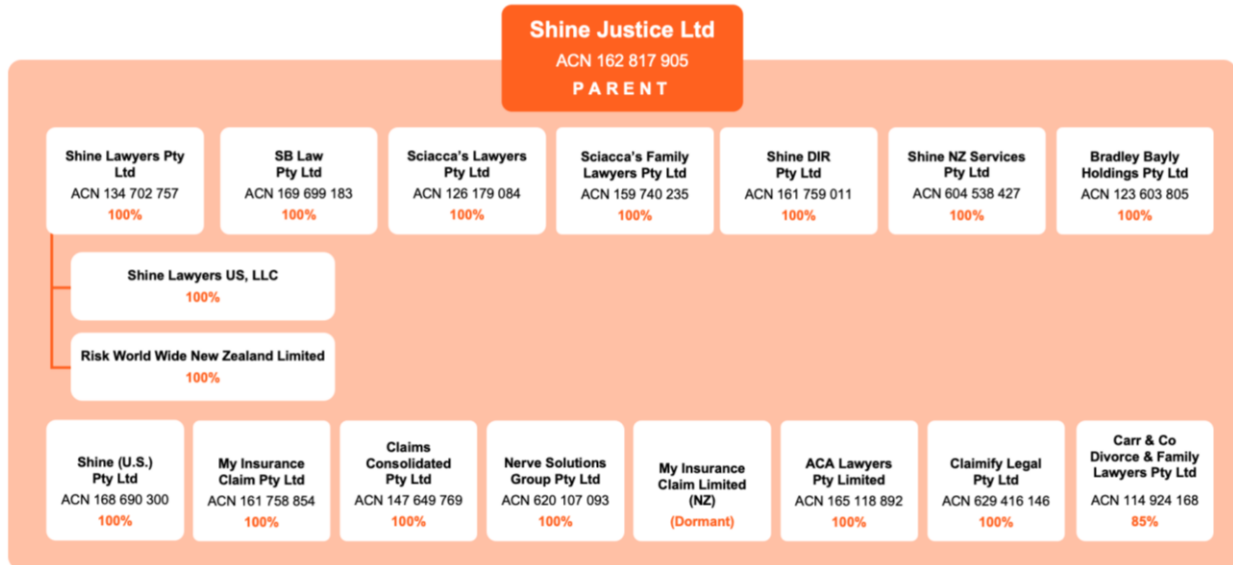 Shine Justice Ltd
ACN 162 817 905
PARENT
Shine Lawyers Pty
Ltd
ACN 134 702 757
100%
SB Law
Pty Ltd
ACN 169 699 183
100%
Sciacca's Lawyers
Pty Ltd
ACN 126 179 084
100%
Sciacca's Family
Lawyers Pty Ltd
ACN 159 740 235
100%
Shine DIR
Pty Ltd
ACN 161 759 011
100%
Shine NZ Services
Pty Ltd
ACN 604 538 427
100%
Bradley Bayly
Holdings Pty Ltd
ACN 123 603 805
100%
Shine Lawyers US, LLC
100%
Risk World Wide New Zealand Limited
100%
Shine (U.S.)
Pty Ltd
ACN 168 690 300
100%
My Insurance
Claim Pty Ltd
ACN 161 758 854
100%
Claims
Consolidated
Pty Ltd
ACN 147 649 769
100%
Nerve Solutions
Group Pty Ltd
ACN 620 107 093
100%
My Insurance
Claim Limited
(NZ)
(Dormant)
ACA Lawyers
Pty Limited
ACN 165 118 892
100%
Claimify Legal
Pty Ltd
ACN 629 416 146
100%
Carr & Co
Divorce & Family
Lawyers Pty Ltd
ACN 114 924 168
85%